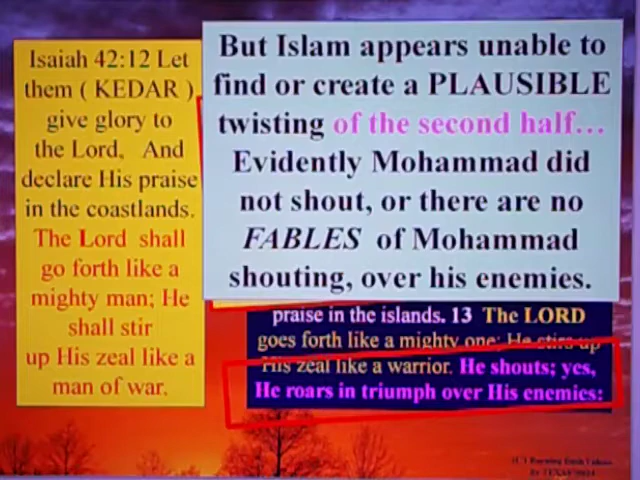 Isaiah 42:12 Let
them ( KEDAR )
give glory to
the Lord, And
declare His praise
in the coastlands.
The Lord shall
go forth like a
mighty man; He
shall stir
up His zeal like a
man of war.
But Islam appears unable to
find or create a PLAUSIBLE
twisting of the second half...
Evidently Mohammad did
not shout, or there are no
FABLES of Mohammad
shouting, over his enemies.
praise in the islands. 13 The LORD
goes forth like a mighty one; He stirs up
His zeal like a warrior. He shouts; yes,
He roars in triumph over His enemies: